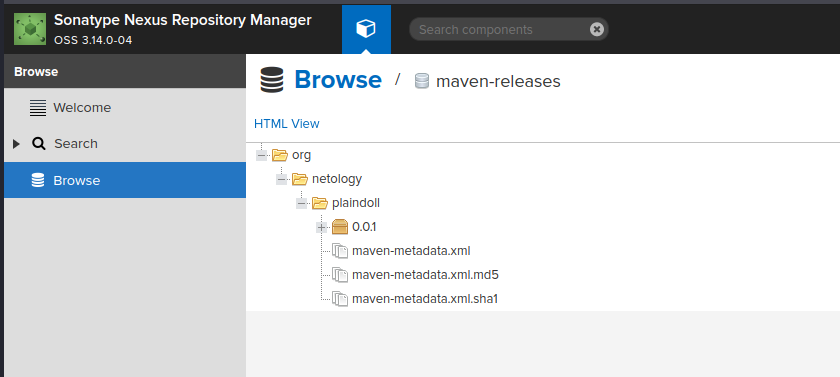 Sonatype Nexus Repository Manager
OSS 3.14.0-04
Search components
Browse
Welcome
Search
Browse
Browse / maven-releases
HTML View
org
netology
plaindoll
0.0.1
maven-metadata.xml
maven-metadata.xml.md5
maven-metadata.xml.sha1